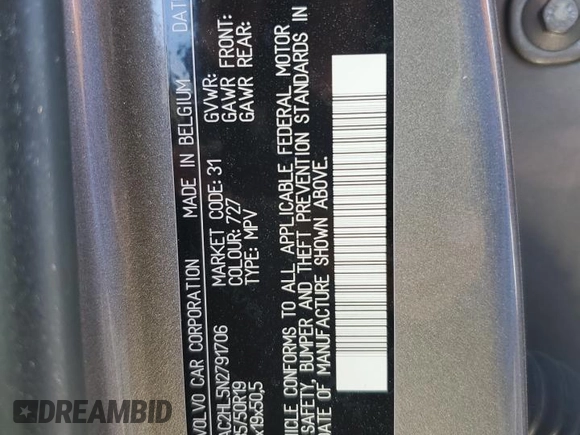 VOLVO CAR CORPORATION MADE IN BELGIUM DAT
MARKET CODE: 31 GVWR:
COLOUR: 727 GAWR FRONT:
TYPE: MPV GAWR REAR:
AC2HL5N2791706
5/50R19
x19x50,5
HICLE CONFORMS TO ALL APPLICABLE FEDERAL MOTOR
SAFETY, BUMPER AND THEFT PREVENTION STANDARDS IN
DATE OF MANUFACTURE SHOWN ABOVE.
RideSafely